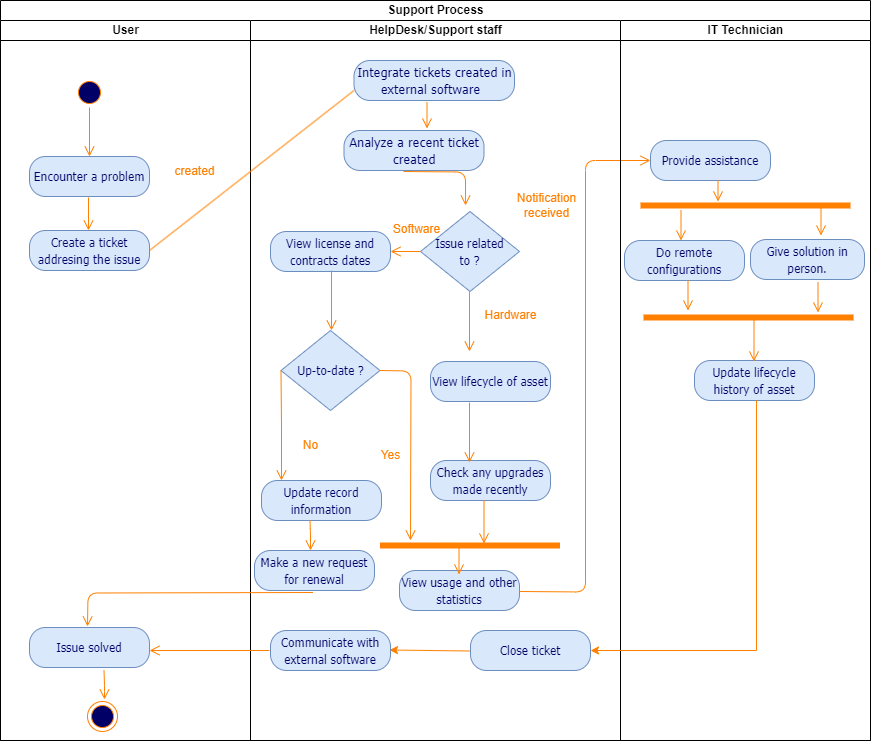 Support Process
User
HelpDesk/Support staff
IT Technician
Integrate tickets created in
external software
Analyze a recent ticket
created
Encounter a problem
created
Create a ticket
addresing the issue
Provide assistance
Notification
received
Software
Issue related
to ?
View license and
contracts dates
Do remote
configurations
Give solution in
person.
Hardware
Up-to-date ?
View lifecycle of asset
Update lifecycle
history of asset
No
Yes
Check any upgrades
made recently
Update record
information
Make a new request
for renewal
View usage and other
statistics
Issue solved
Communicate with
external software
Close ticket